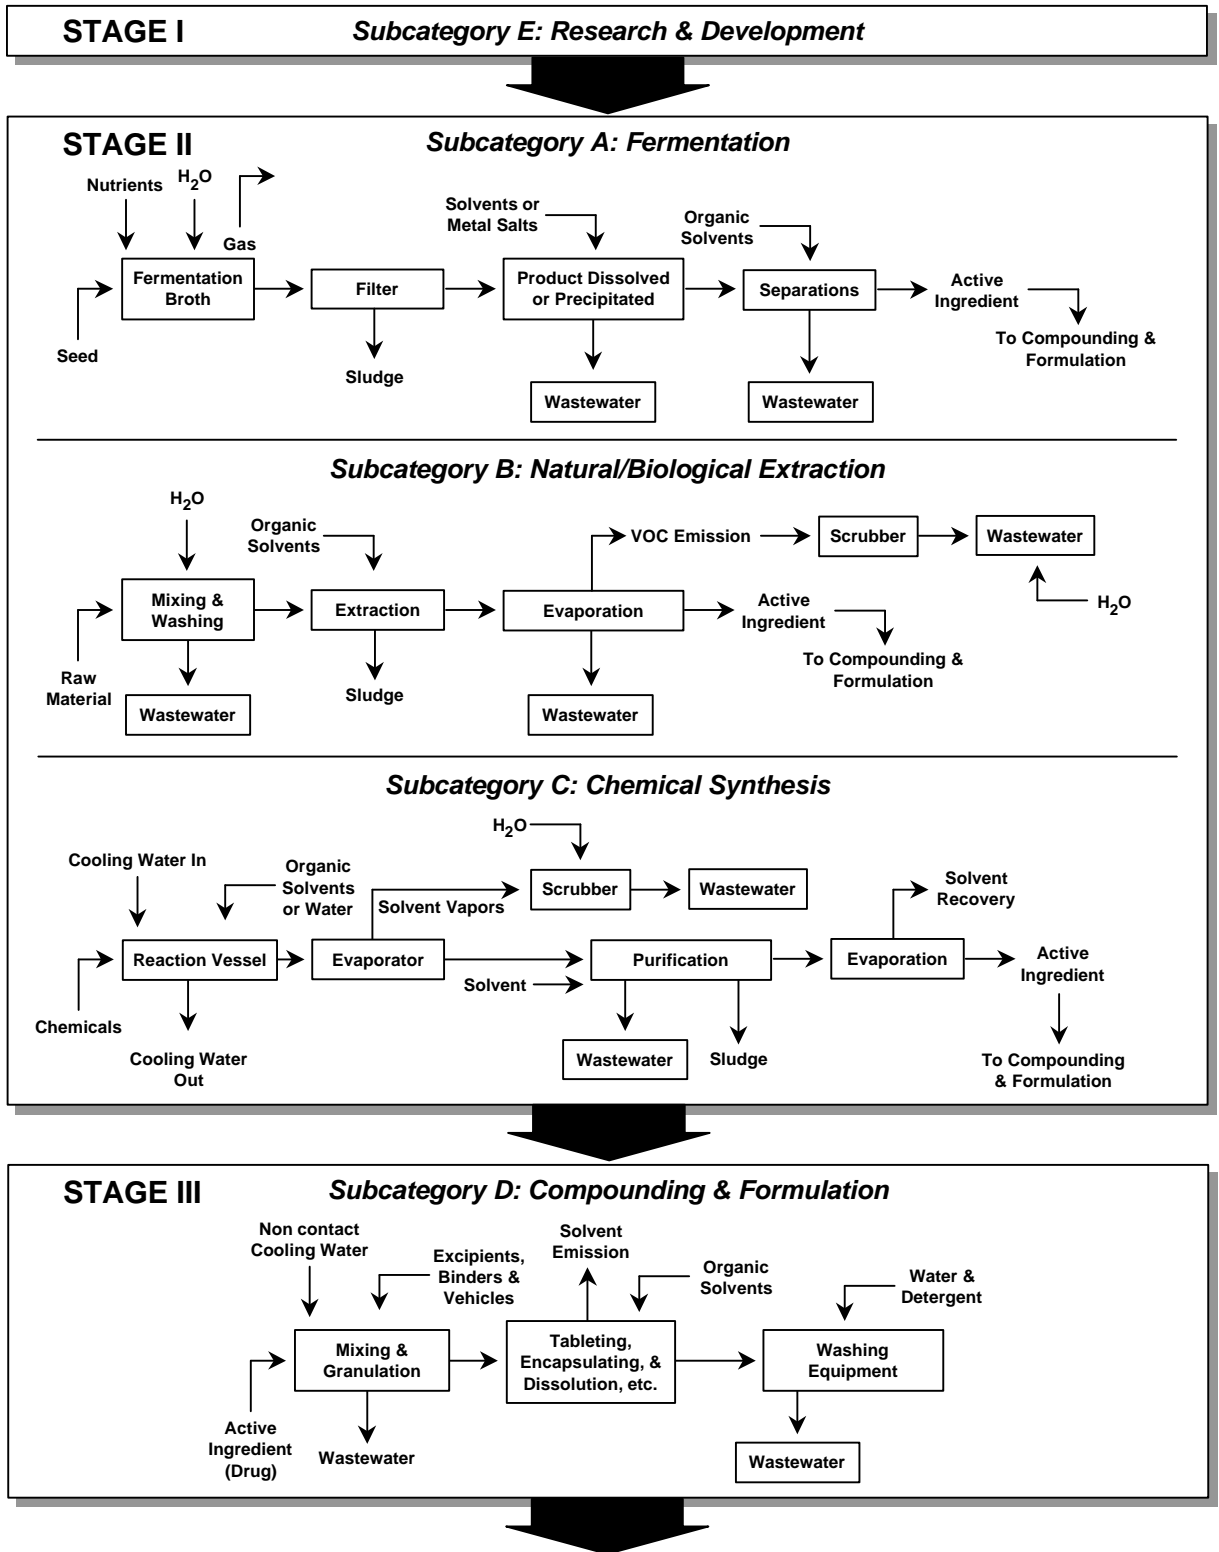 STAGE I
Subcategory E: Research & Development
STAGE II
Subcategory A: Fermentation
Nutrients
H2O
Gas
Solvents or
Metal Salts
Organic
Solvents
Fermentation
Broth
Filter
Product Dissolved
or Precipitated
Separations
Active
Ingredient
Seed
Sludge
To Compounding &
Formulation
Wastewater
Wastewater
Subcategory B: Natural/Biological Extraction
H2O
Organic
Solvents
VOC Emission
Scrubber
Wastewater
Mixing &
Washing
Extraction
Evaporation
Active
Ingredient
H2O
Raw
Material
Sludge
To Compounding &
Formulation
Wastewater
Wastewater
Subcategory C: Chemical Synthesis
H2O
Cooling Water In
Organic
Solvents
or Water
Solvent Vapors
Scrubber
Wastewater
Solvent
Recovery
Reaction Vessel
Evaporator
Purification
Evaporation
Active
Ingredient
Solvent
Chemicals
Cooling Water
Out
Wastewater
Sludge
To Compounding
& Formulation
STAGE III
Subcategory D: Compounding & Formulation
Non contact
Cooling Water
Excipients,
Binders &
Vehicles
Solvent
Emission
Organic
Solvents
Water &
Detergent
Mixing &
Granulation
Tableting,
Encapsulating, &
Dissolution, etc.
Washing
Equipment
Active
Ingredient
(Drug)
Wastewater
Wastewater